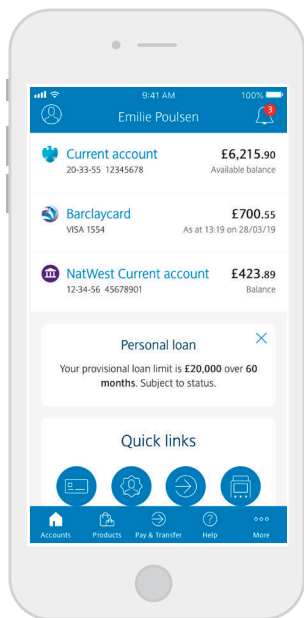 9:41 AM
100%
Emilie Poulsen
3
Current account
£6,215.90
20-33-55 12345678
Available balance
Barclaycard
£700.55
VISA 1554
As at 13:19 on 28/03/19
NatWest Current account
£423.89
12-34-56 45678901
Balance
Personal loan
Your provisional loan limit is £20,000 over 60
months. Subject to status.
Quick links
Accounts
Products
Pay & Transfer
Help
More